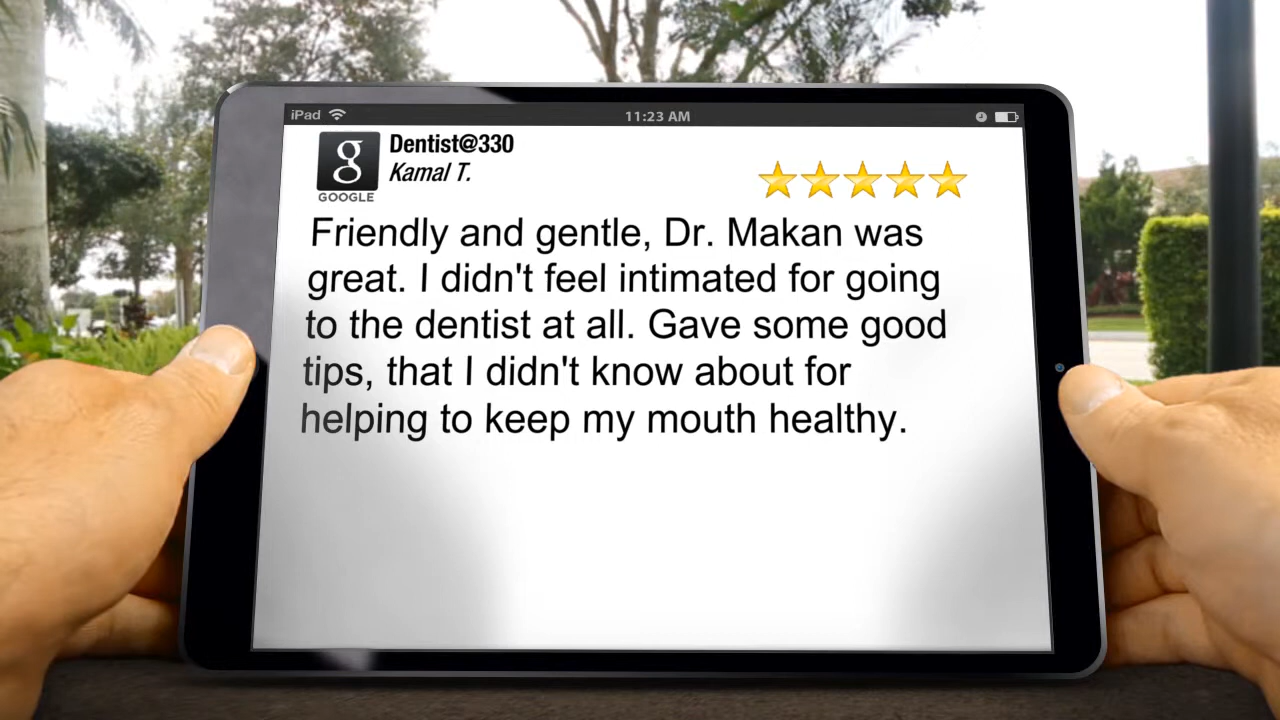 iPad 11:23 AM
g
GOOGLE
Dentist@330
Kamal T.
Friendly and gentle, Dr. Makan was
great. I didn't feel intimated for going
to the dentist at all. Gave some good
tips, that I didn't know about for
helping to keep my mouth healthy.